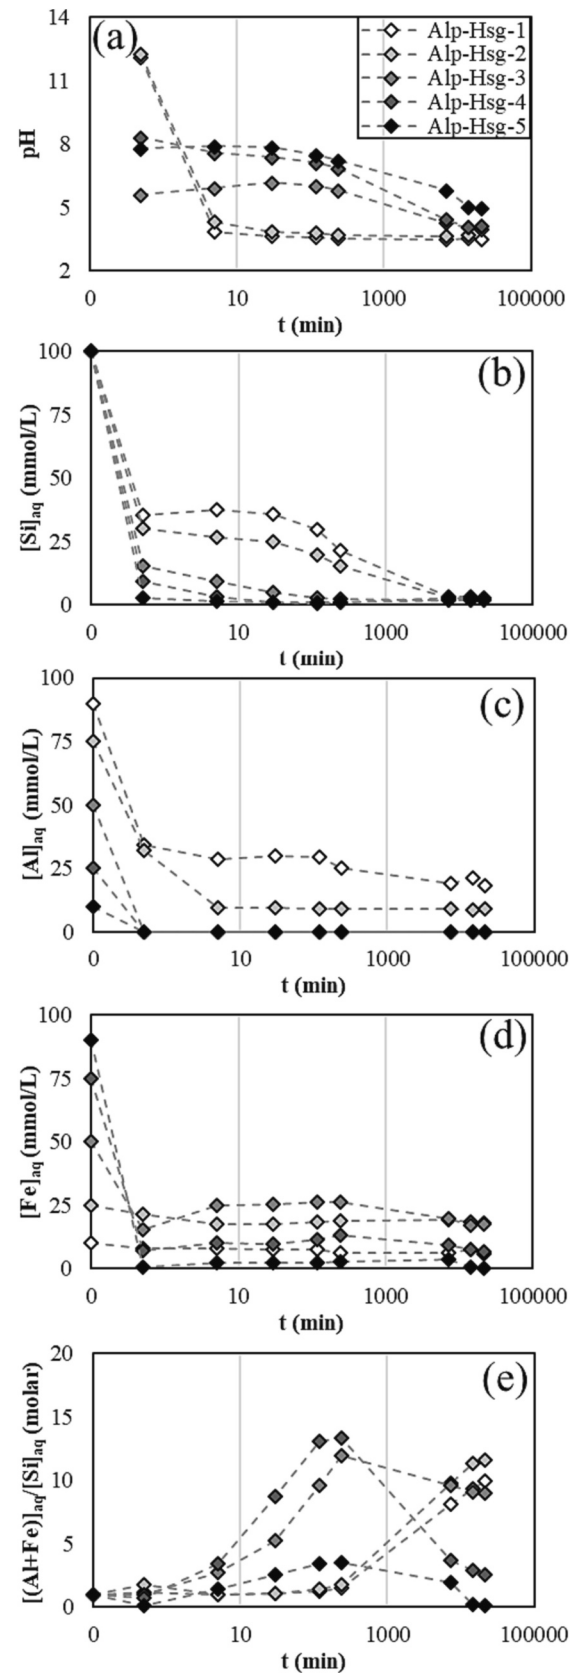 (a)
14
11
8
5
2
pH
Alp-Hsg-1
Alp-Hsg-2
Alp-Hsg-3
Alp-Hsg-4
Alp-Hsg-5
0 10 1000 100000
t (min)
(b)
100
75
50
25
0
[Si]aq (mmol/L)
0 10 1000 100000
t (min)
(c)
100
75
50
25
0
[Al]aq (mmol/L)
0 10 1000 100000
t (min)
(d)
100
75
50
25
0
[Fe]aq (mmol/L)
0 10 1000 100000
t (min)
(e)
20
15
10
5
0
[(Al+Fe)]aq/[Si]aq (molar)
0 10 1000 100000
t (min)